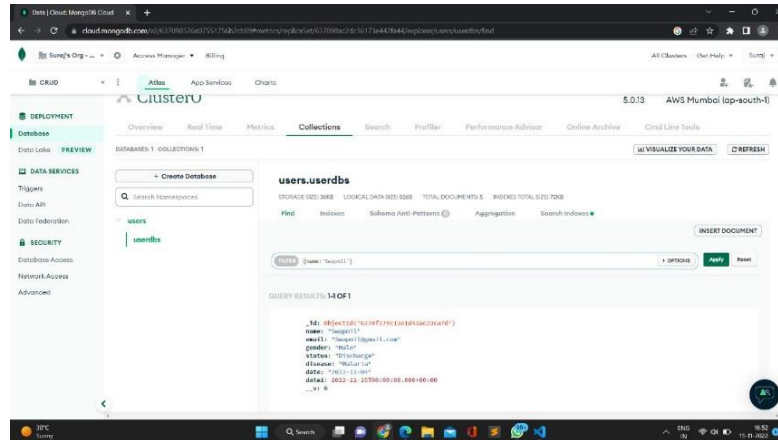 Data | Cloud: MongoDB Cloud
Suraj's Org - ...
Access Manager
Billing
All Clusters
Get Help
Suraj
CRUD
Atlas
App Services
Charts
Cluster0
5.0.13
AWS Mumbai (ap-south-1)
DEPLOYMENT
Database
Data Lake PREVIEW
DATA SERVICES
Triggers
Data API
Data Federation
SECURITY
Database Access
Network Access
Advanced
Overview
Real Time
Metrics
Collections
Search
Profiler
Performance Advisor
Online Archive
Cmd Line Tools
DATABASES: 1 COLLECTIONS: 1
VISUALIZE YOUR DATA
REFRESH
+ Create Database
Search Namespaces
users
userdbs
users.userdbs
STORAGE SIZE: 36KB LOGICAL DATA SIZE: TOTAL DOCUMENTS: 5 INDEXES TOTAL SIZE: 72KB
Find
Indexes
Schema Anti-Patterns
Aggregation
Search Indexes
INSERT DOCUMENT
FILTER {name:"Swapnil"}
OPTIONS
Apply
Reset
QUERY RESULTS: 1-1 OF 1
_id:
name: "Swapnil"
email: "Swapnil@gmail.com"
gender: "Male"
status: "Discharge"
disease: "Malaria"
date: "2022-11-04"
date1: 2022-11-15T00:00:00.000+00:00
__v: 0
30°C
Sunny
Search
ENG
IN
16:52
15-11-2022